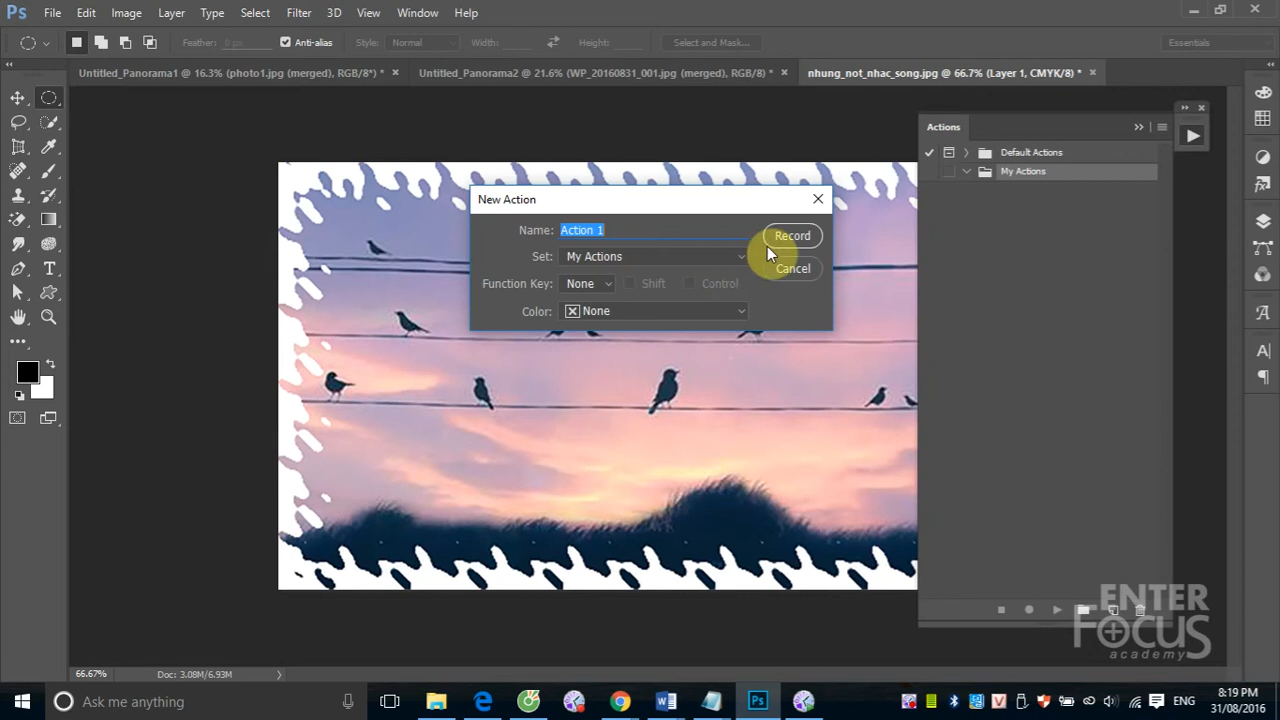 Ps File Edit Image Layer Type Select Filter 3D View Window Help
Feather: 0 px Anti-alias Style: Normal Width: Height: Select and Mask... Essentials
Untitled_Panorama1 @ 16.3% (photo1.jpg (merged), RGB/8*) * Untitled_Panorama2 @ 21.6% (WP_20160831_001.jpg (merged), RGB/8) * nhung_not_nhac_song.jpg @ 66.7% (Layer 1, CMYK/8) *
Actions
Default Actions
My Actions
New Action
Name: Action 1
Record
Set: My Actions
Cancel
Function Key: None Shift Control
Color: None
ENTER
FOCUS
academy
66.67% Doc: 3.08M/6.93M
Ask me anything
ENG
8:19 PM
31/08/2016